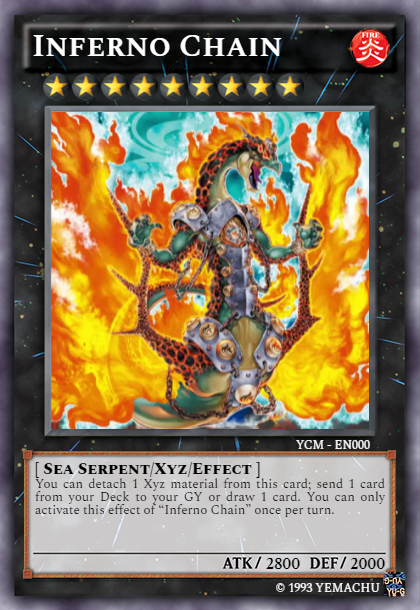 Inferno Chain
FIRE
炎
YCM - EN000
[ Sea Serpent/Xyz/Effect ]
You can detach 1 Xyz material from this card; send 1 card
from your Deck to your GY or draw 1 card. You can only
activate this effect of “Inferno Chain” once per turn.
ATK / 2800 DEF / 2000
© 1993 YEMACHU